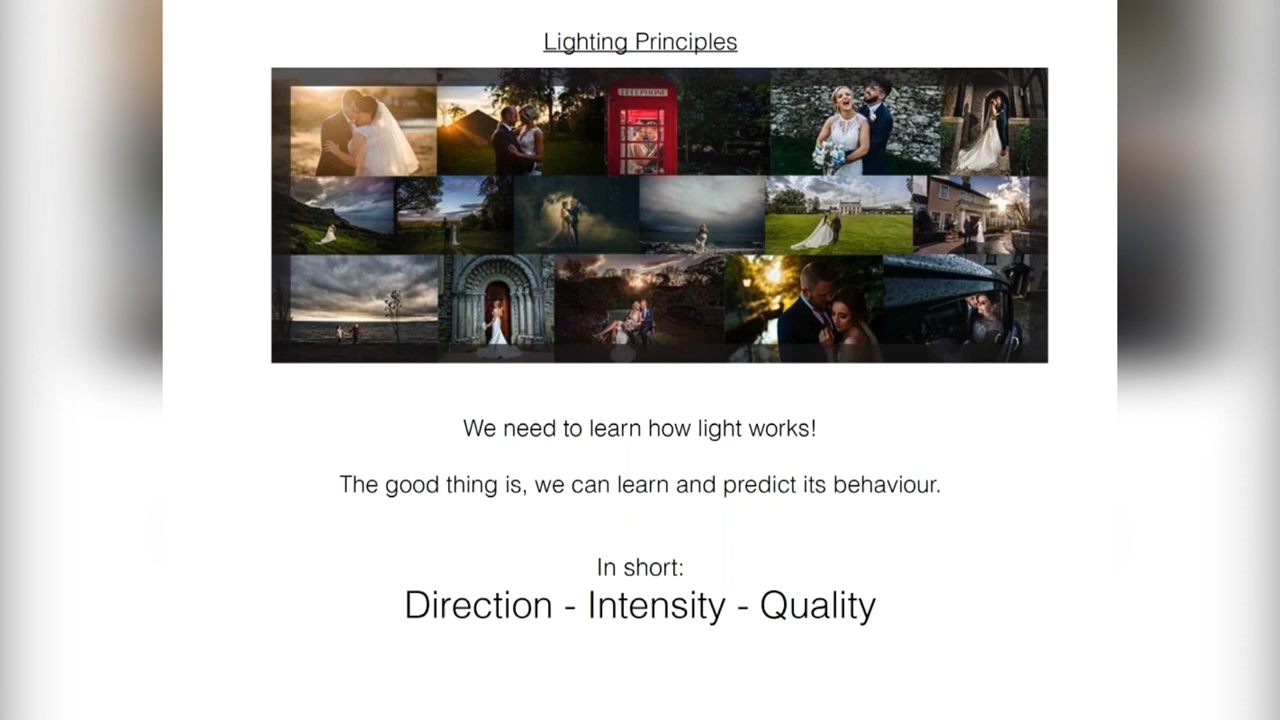 Lighting Principles
TELEPHONE
We need to learn how light works!
The good thing is, we can learn and predict its behaviour.
In short:
Direction - Intensity - Quality